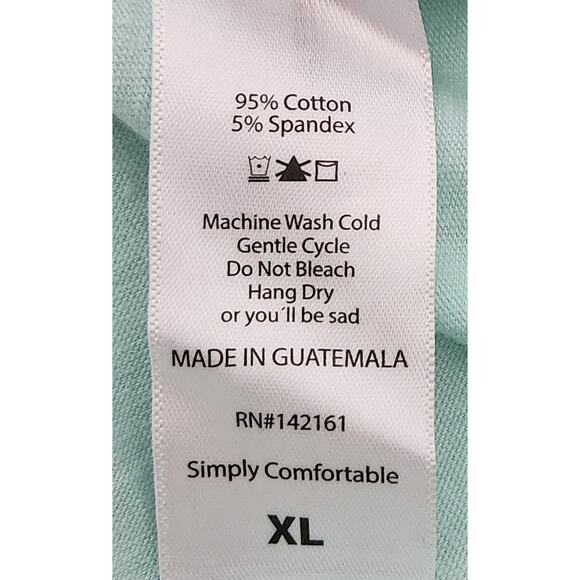 95% Cotton
5% Spandex
Machine Wash Cold
Gentle Cycle
Do Not Bleach
Hang Dry
or you´ll be sad
MADE IN GUATEMALA
RN#142161
Simply Comfortable
XL